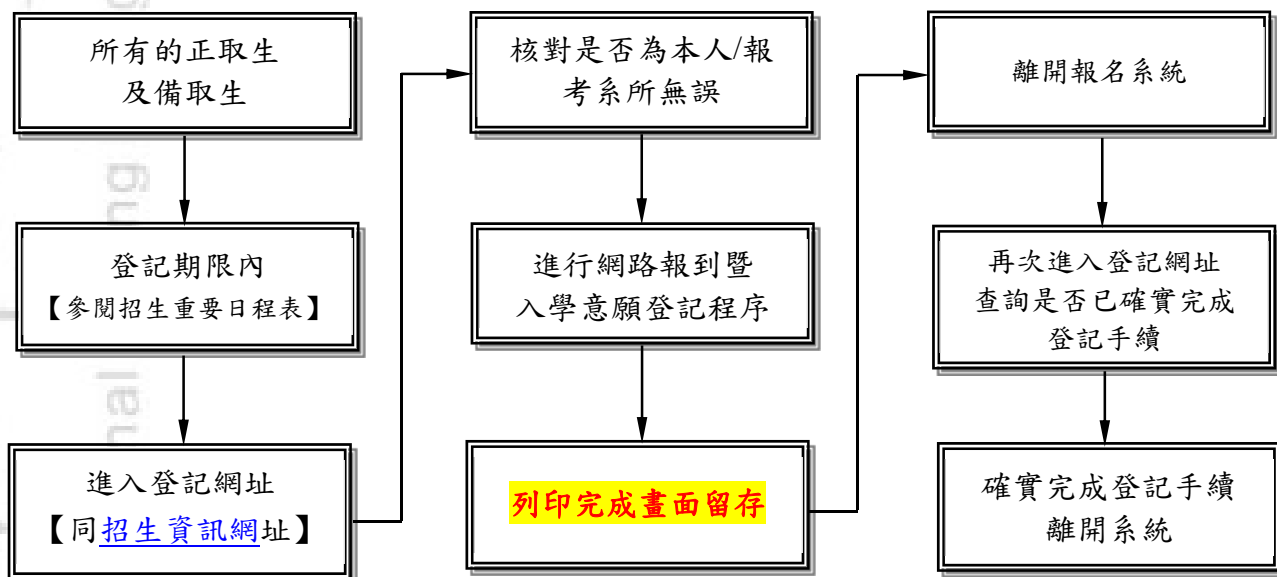 所有的正取生
及備取生
登記期限內
【參閱招生重要日程表】
進入登記網址
【同招生資訊網址】
核對是否為本人/報
考系所無誤
進行網路報到暨
入學意願登記程序
列印完成畫面留存
離開報名系統
再次進入登記網址
查詢是否已確實完成
登記手續
確實完成登記手續
離開系統